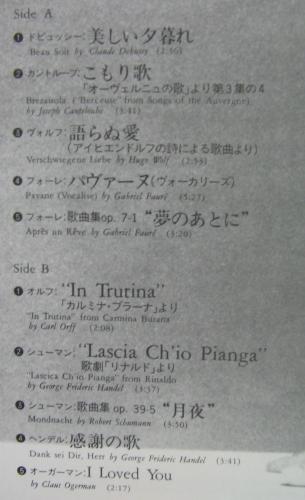 Side A
❶ ドビュッシー: 美しい夕暮れ
"Beau Soir by Claude Debussy (2:36)
❷ カントルーブ: こもり歌
「オーヴェルニュの歌」より第3集の4
Brezairola ("Berceuse" from Songs of the Auvergne)
by Joseph Canteloube (3:41)
❸ ヴォルフ: 語らぬ愛
(アイヒエンドルフの詩による歌曲より)
Verschwiegene Liebe by Hugo Wolf (2:53)
❹ フォーレ: パヴァーヌ(ヴォーカリーズ)
Pavane (Vocalise) by Gabriel Fauré (5:27)
❺ フォーレ: 歌曲集op. 7-1 “夢のあとに”
Après un Rêve by Gabriel Fauré (3:20)
Side B
❶ オルフ: “In Trutina”
「カルミナ・ブラーナ」より
"In Trutina" from Carmina Burana
by Carl Orff (2:08)
❷ シューマン: “Lascia Ch'io Pianga”
歌劇「リナルド」より
"Lascica Ch'io Pianga" from Rinaldo
by George Frideric Handel (3:37)
❸ シューマン: 歌曲集 op. 39-5 “月夜”
Mondnacht by Robert Schumann (3:50)
❹ ヘンデル: 感謝の歌
Dank sei Dir, Herr by George Frideric Handel (3:41)
❺ オーガーマン: I Loved You
by Claus Ogerman (2:17)